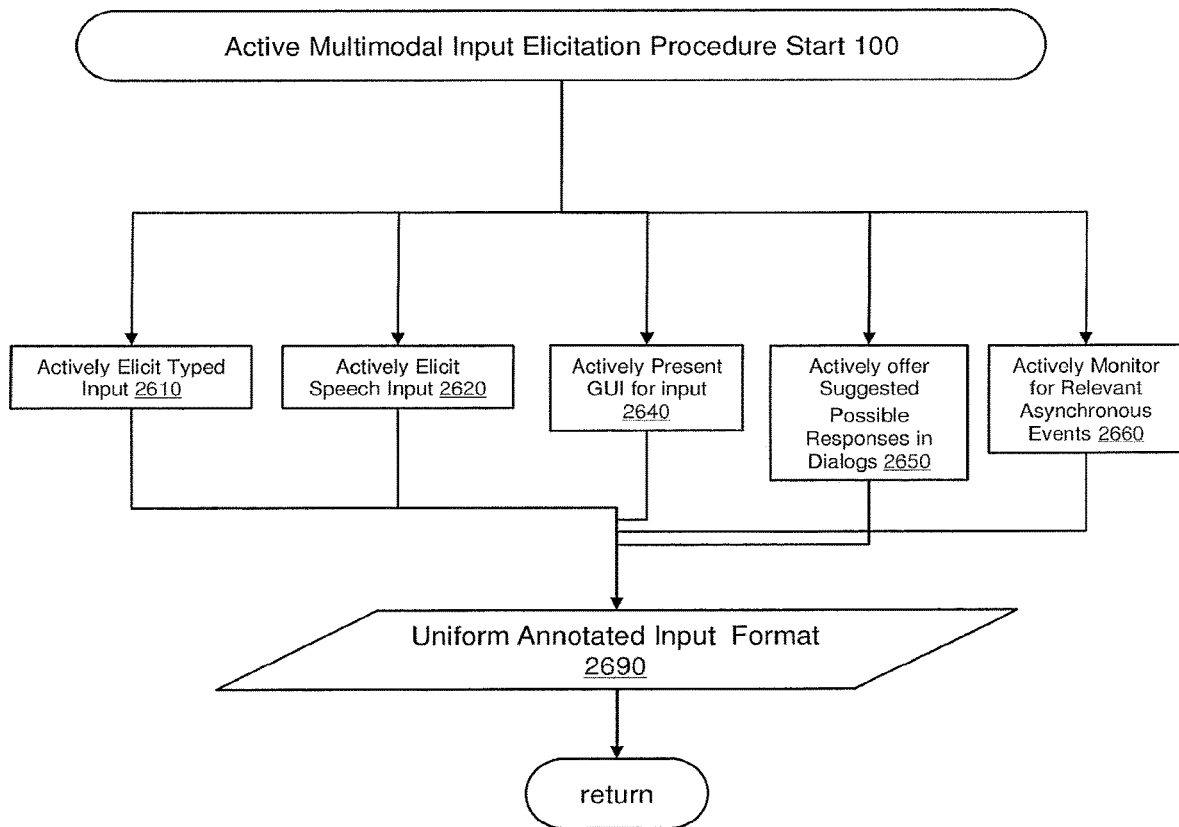 Active Multimodal Input Elicitation Procedure Start 100
Actively Elicit Typed
Input 2610
Actively Elicit
Speech Input 2620
Actively Present
GUI for input
2640
Actively offer
Suggested
Possible
Responses in
Dialogs 2650
Actively Monitor
for Relevant
Asynchronous
Events 2660
Uniform Annotated Input Format
2690
return